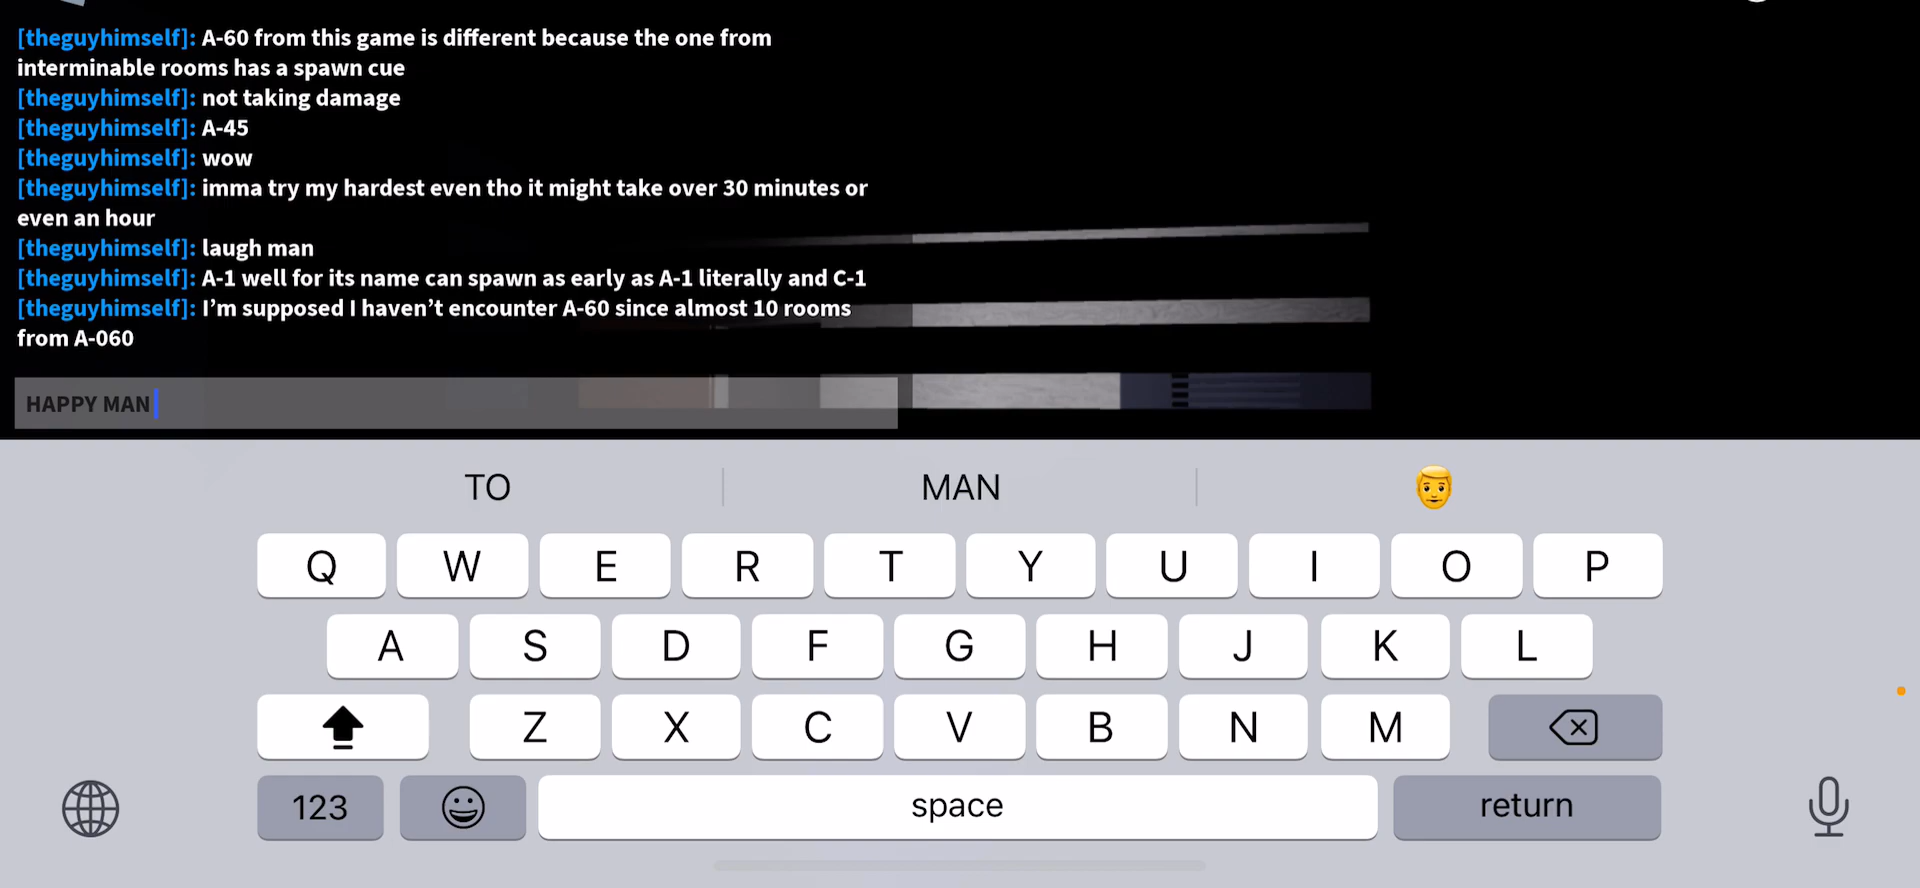 [theguyhimself]: A-60 from this game is different because the one from
interminable rooms has a spawn cue
[theguyhimself]: not taking damage
[theguyhimself]: A-45
[theguyhimself]: wow
[theguyhimself]: imma try my hardest even tho it might take over 30 minutes or
even an hour
[theguyhimself]: laugh man
[theguyhimself]: A-1 well for its name can spawn as early as A-1 literally and C-1
[theguyhimself]: I’m supposed I haven’t encounter A-60 since almost 10 rooms
from A-060
HAPPY MAN
TO MAN
Q W E R T Y U I O P
A S D F G H J K L
Z X C V B N M
123 space return